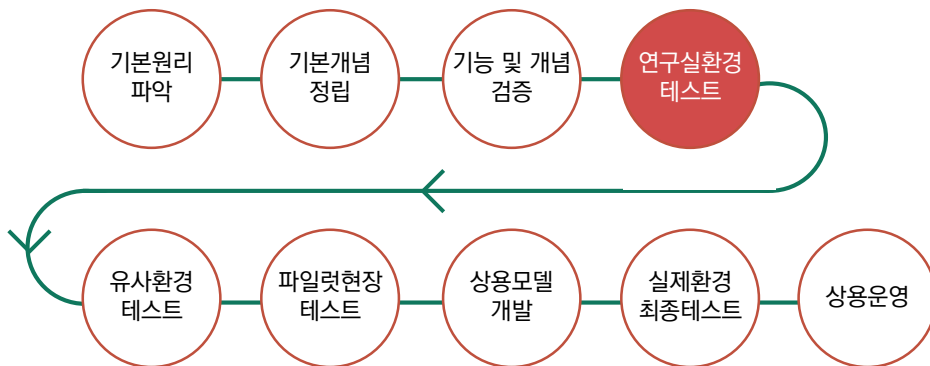 기본원리
파악
기본개념
정립
기능 및 개념
검증
연구실환경
테스트
유사환경
테스트
파일럿현장
테스트
상용모델
개발
실제환경
최종테스트
상용운영